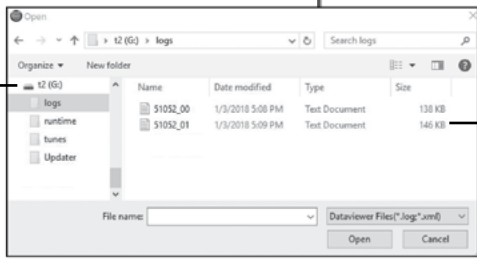 Open
t2 (G:) > logs
Search logs
Organize
New folder
t2 (G:)
logs
runtime
tunes
Updater
Name Date modified Type Size
51052_00 1/3/2018 5:08 PM Text Document 138 KB
51052_01 1/3/2018 5:09 PM Text Document 146 KB
File name:
Dataviewer Files(*.log;*.xml)
Open Cancel